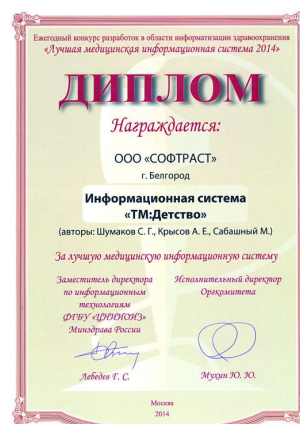 Ежегодный конкурс разработок в области информатизации здравоохранения
«Лучшая медицинская информационная система 2014»
ДИПЛОМ
Награждается:
ООО «СОФТРАСТ»
г. Белгород
Информационная система
«ТМ:Детство»
(авторы: Шумаков С. Г., Крысов А. Е., Сабашный М.)
За лучшую медицинскую информационную систему
Заместитель директора
по информационным
технологиям
ФГБУ «ЦНИИОИЗ»
Минздрава России
Лебедев Г. С.
Исполнительный директор
Оргкомитета
Мухин Ю. Ю.
Москва
2014